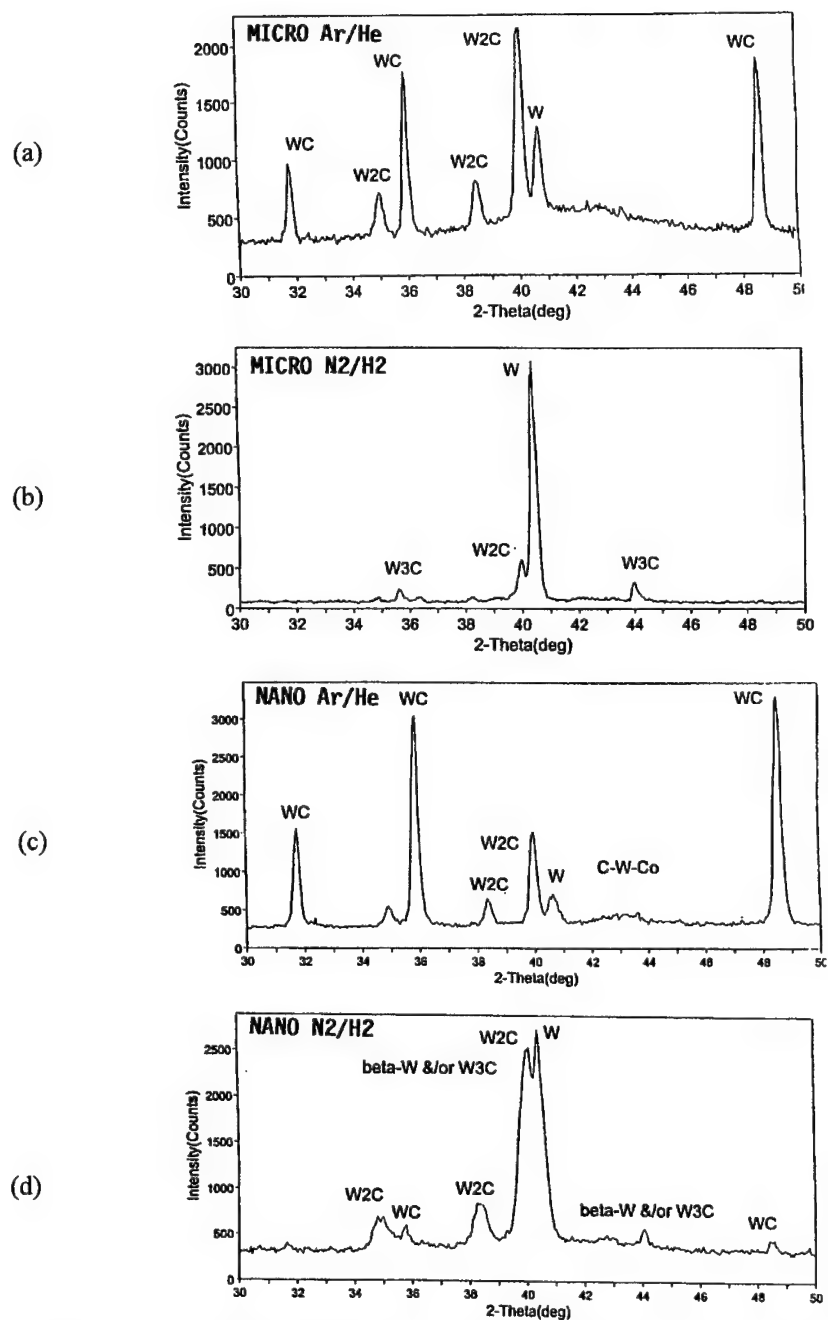 (a)
MICRO Ar/He
Intensity(Counts)
2000
1500
1000
500
0
WC
W2C
WC
W2C
W2C
W
WC
30 32 34 36 38 40 42 44 46 48 50
2-Theta(deg)
(b)
MICRO N2/H2
Intensity(Counts)
3000
2500
2000
1500
1000
500
0
W3C
W2C
W
W3C
30 32 34 36 38 40 42 44 46 48 50
2-Theta(deg)
(c)
NANO Ar/He
Intensity(Counts)
3000
2500
2000
1500
1000
500
0
WC
WC
W2C
W2C
W
C-W-Co
WC
30 32 34 36 38 40 42 44 46 48 50
2-Theta(deg)
(d)
NANO N2/H2
Intensity(Counts)
2500
2000
1500
1000
500
0
W2C
WC
beta-W &/or W3C
W2C
W2C
W
beta-W &/or W3C
WC
30 32 34 36 38 40 42 44 46 48 50
2-Theta(deg)